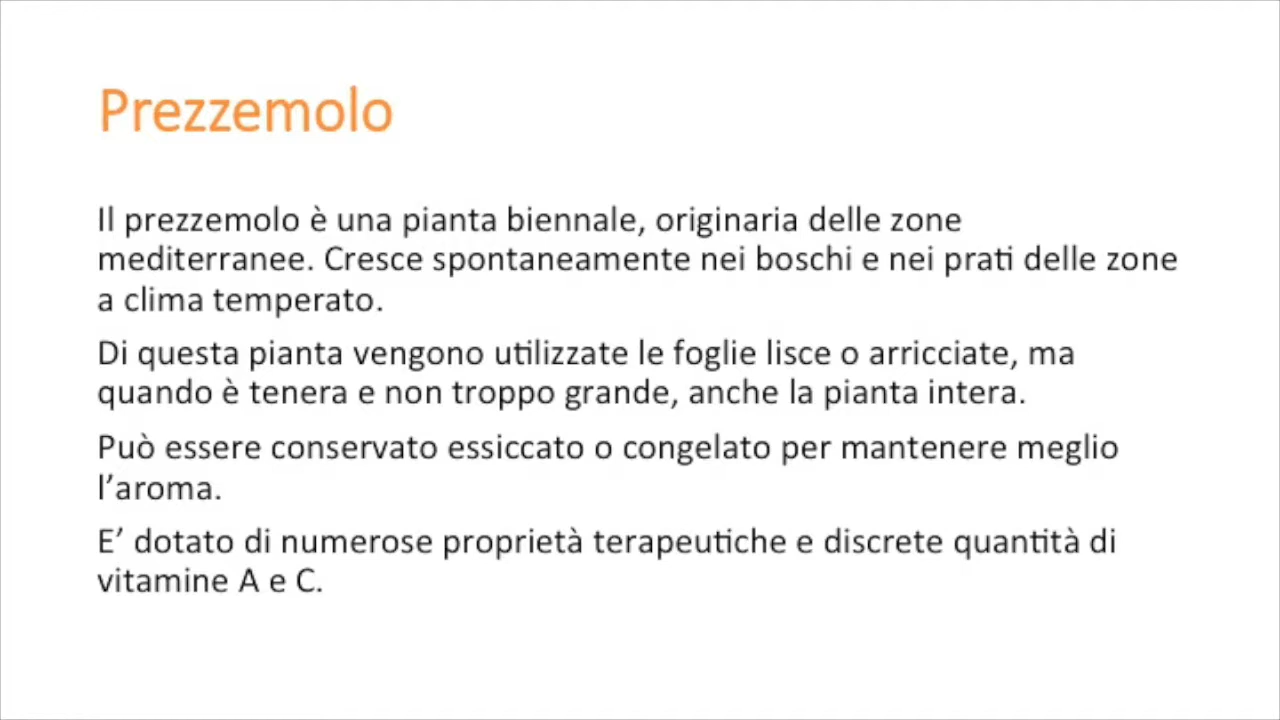 Prezzemolo
Il prezzemolo è una pianta biennale, originaria delle zone
mediterranee. Cresce spontaneamente nei boschi e nei prati delle zone
a clima temperato.
Di questa pianta vengono utilizzate le foglie lisce o arricciate, ma
quando è tenera e non troppo grande, anche la pianta intera.
Può essere conservato essiccato o congelato per mantenere meglio
l’aroma.
E’ dotato di numerose proprietà terapeutiche e discrete quantità di
vitamine A e C.